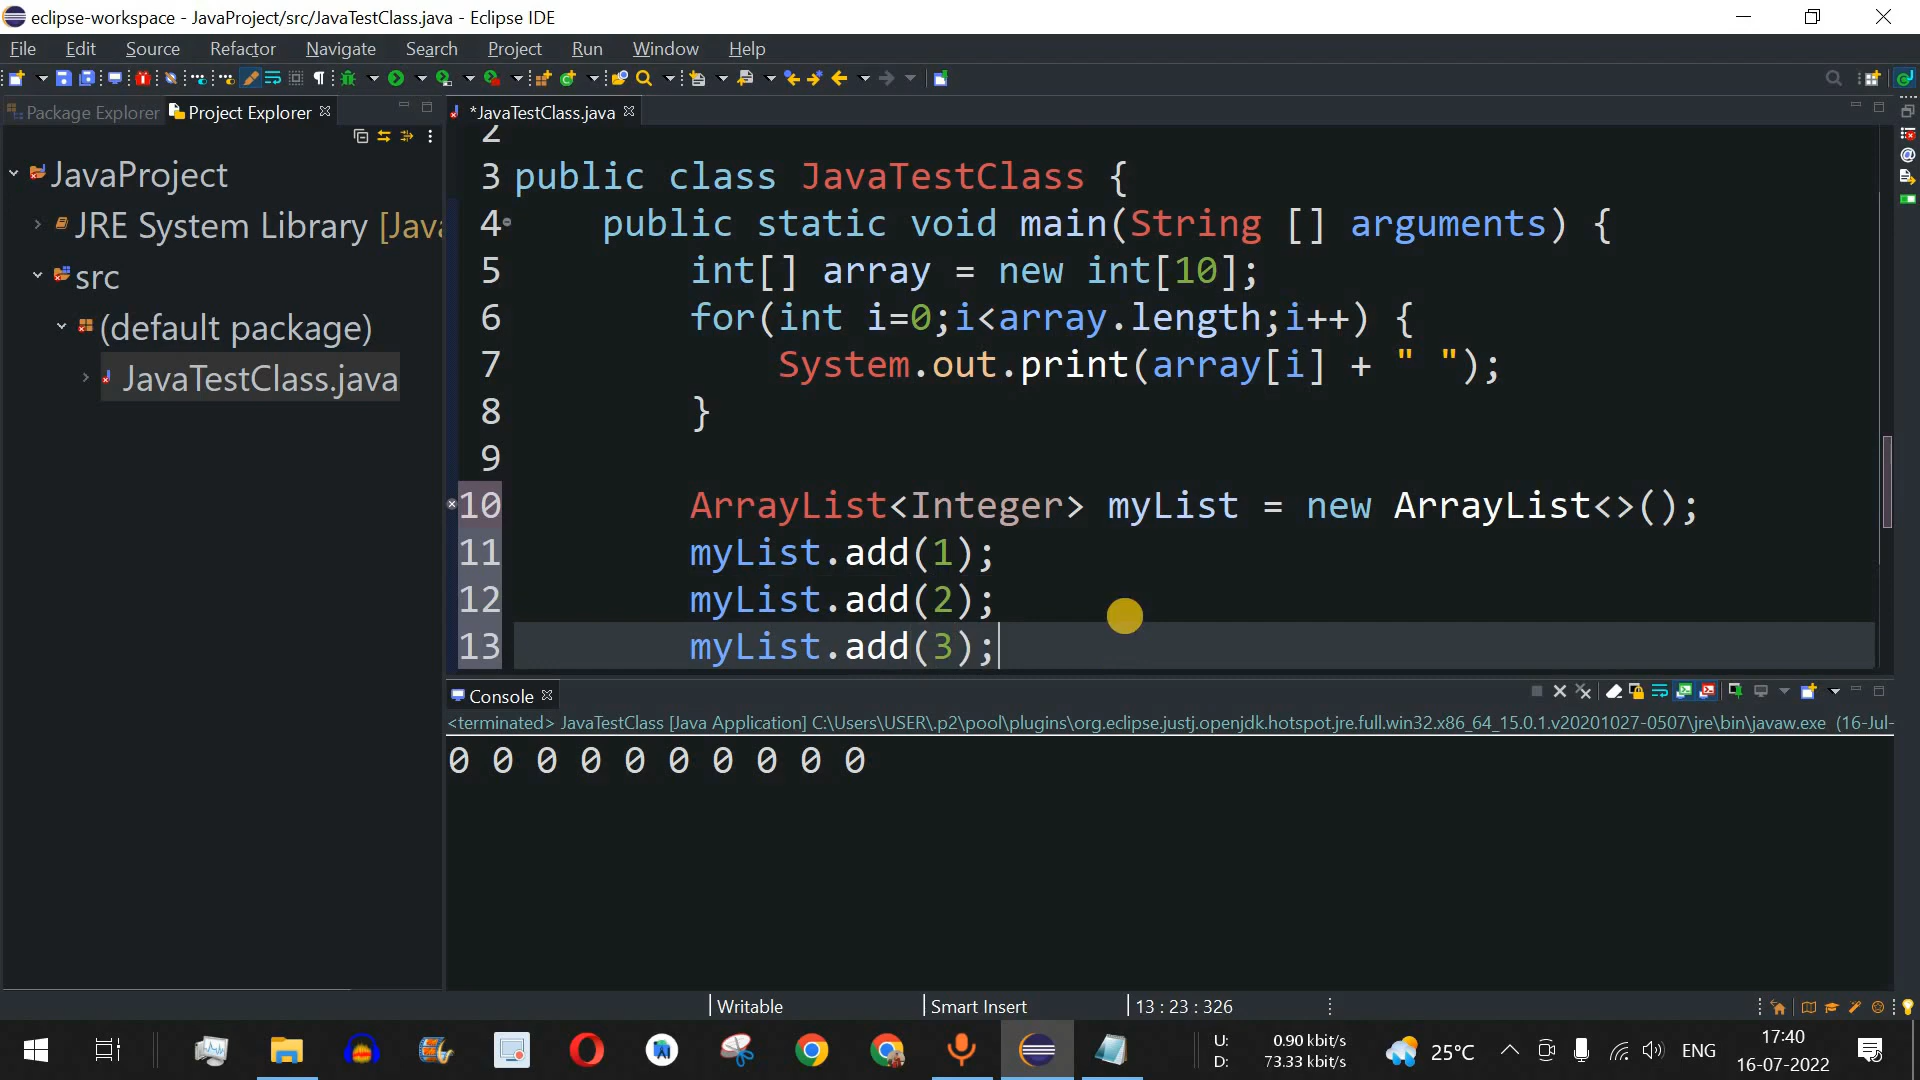 eclipse-workspace - JavaProject/src/JavaTestClass.java - Eclipse IDE
File Edit Source Refactor Navigate Search Project Run Window Help
Package Explorer Project Explorer
*JavaTestClass.java
JavaProject
JRE System Library [Java
src
(default package)
JavaTestClass.java
2
3 public class JavaTestClass {
4 public static void main(String [] arguments) {
5 int[] array = new int[10];
6 for(int i=0;i<array.length;i++) {
7 System.out.print(array[i] + " ");
8 }
9
10 ArrayList<Integer> myList = new ArrayList<>();
11 myList.add(1);
12 myList.add(2);
13 myList.add(3);
Console
<terminated> JavaTestClass [Java Application] C:\Users\USER\.p2\pool\plugins\org.eclipse.justj.openjdk.hotspot.jre.full.win32.x86_64_15.0.1.v20201027-0507\jre\bin\javaw.exe (16-Jul-
0 0 0 0 0 0 0 0 0 0
Writable Smart Insert 13 : 23 : 326
U: 0.90 kbit/s
D: 73.33 kbit/s
25°C
ENG
17:40
16-07-2022